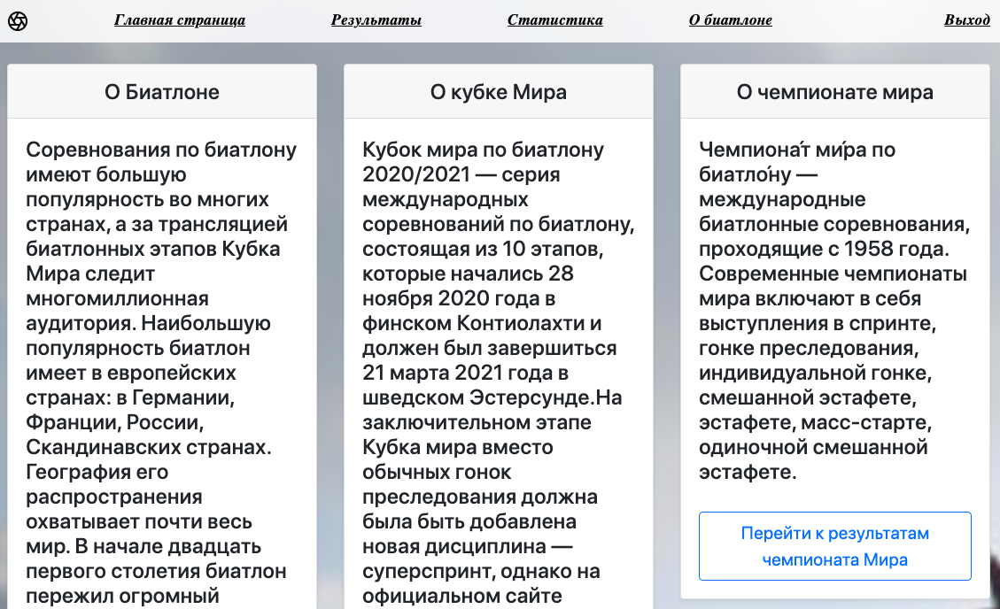 Главная страница
Результаты
Статистика
О биатлоне
Выход
О Биатлоне
Соревнования по биатлону
имеют большую
популярность во многих
странах, а за трансляцией
биатлонных этапов Кубка
Мира следит
многомиллионная
аудитория. Наибольшую
популярность биатлон
имеет в европейских
странах: в Германии,
Франции, России,
Скандинавских странах.
География его
распространения
охватывает почти весь
мир. В начале двадцать
первого столетия биатлон
пережил огромный
О кубке Мира
Кубок мира по биатлону
2020/2021 — серия
международных
соревнований по биатлону,
состоящая из 10 этапов,
которые начались 28
ноября 2020 года в
финском Контиолахти и
должен был завершиться
21 марта 2021 года в
шведском Эстерсунде.На
заключительном этапе
Кубка мира вместо
обычных гонок
преследования должна
была быть добавлена
новая дисциплина —
суперспринт, однако на
официальном сайте
О чемпионате мира
Чемпиона́т ми́ра по
биатло́ну —
международные
биатлонные соревнования,
проходящие с 1958 года.
Современные чемпионаты
мира включают в себя
выступления в спринте,
гонке преследования,
индивидуальной гонке,
смешанной эстафете,
эстафете, масс-старте,
одиночной смешанной
эстафете.
Перейти к результатам
чемпионата Мира